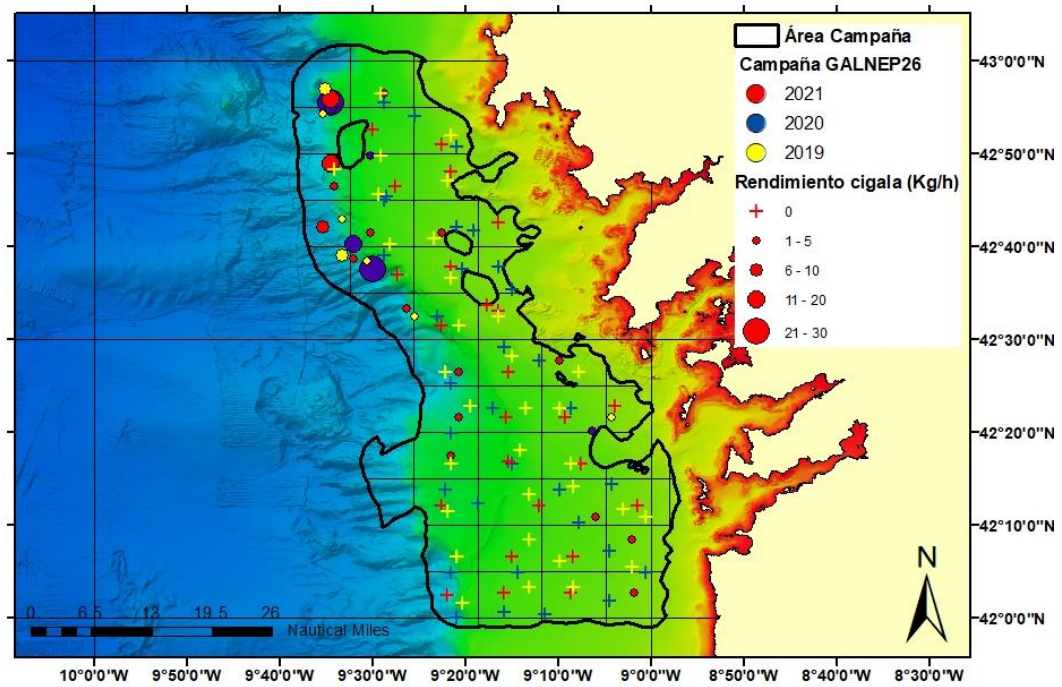 Área Campaña
Campaña GALNEP26
2021
2020
2019
Rendimiento cigala (Kg/h)
0
1 - 5
6 - 10
11 - 20
21 - 30
43°0'0"N
42°50'0"N
42°40'0"N
42°30'0"N
42°20'0"N
42°10'0"N
42°0'0"N
N
0 6.5 13 19.5 26
Nautical Miles
10°0'0"W 9°50'0"W 9°40'0"W 9°30'0"W 9°20'0"W 9°10'0"W 9°0'0"W 8°50'0"W 8°40'0"W 8°30'0"W